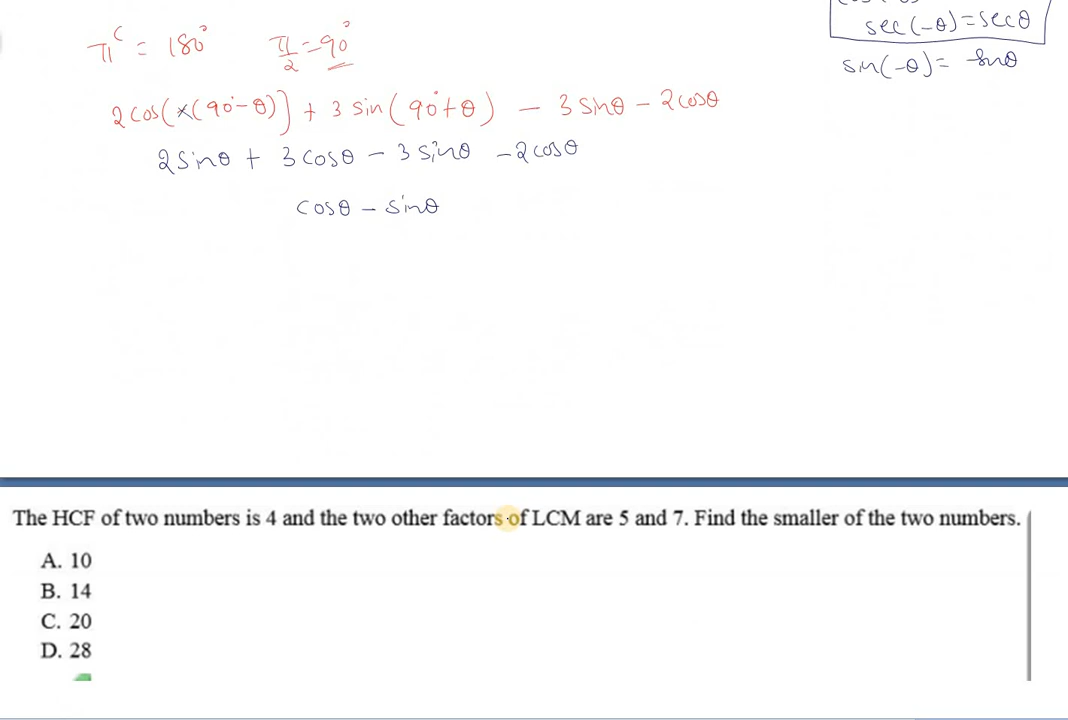 sec(-θ)=secθ
π^c = 180° π/2 = 90°
sin(-θ)= -sinθ
2cos(×(90°-θ)] + 3 sin(90°+θ) - 3 sinθ - 2cosθ
2sinθ + 3cosθ - 3 sinθ - 2cosθ
cosθ - sinθ
The HCF of two numbers is 4 and the two other factors of LCM are 5 and 7. Find the smaller of the two numbers.
A. 10
B. 14
C. 20
D. 28